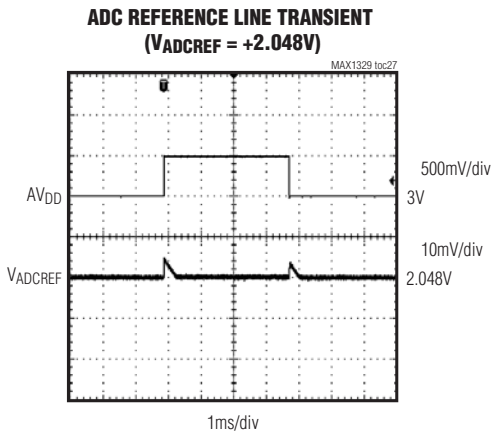 ADC REFERENCE LINE TRANSIENT
(VADCREF = +2.048V)
MAX1329 toc27
T
500mV/div
AVDD
3V
10mV/div
VADCREF
2.048V
1ms/div